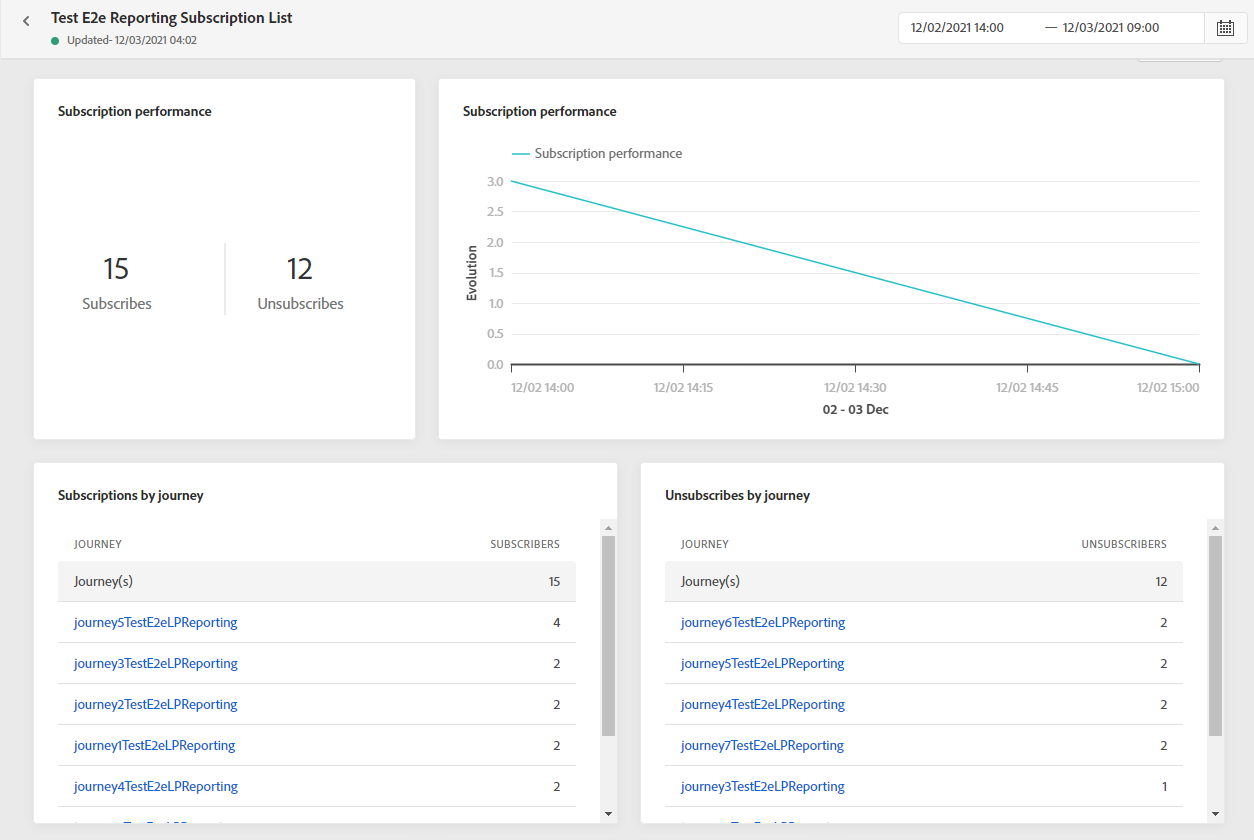 Test E2e Reporting Subscription List
Updated- 12/03/2021 04:02
12/02/2021 14:00 — 12/03/2021 09:00
Subscription performance
15 12
Subscribes Unsubscribes
Subscription performance
Subscription performance
3.0
2.5
2.0
1.5
1.0
0.5
0.0
Evolution
12/02 14:00 12/02 14:15 12/02 14:30 12/02 14:45 12/02 15:00
02 - 03 Dec
Subscriptions by journey
JOURNEY SUBSCRIBERS
Journey(s) 15
journey5TestE2eLPReporting 4
journey3TestE2eLPReporting 2
journey2TestE2eLPReporting 2
journey1TestE2eLPReporting 2
journey4TestE2eLPReporting 2
Unsubscribes by journey
JOURNEY UNSUBSCRIBERS
Journey(s) 12
journey6TestE2eLPReporting 2
journey5TestE2eLPReporting 2
journey4TestE2eLPReporting 2
journey7TestE2eLPReporting 2
journey3TestE2eLPReporting 1